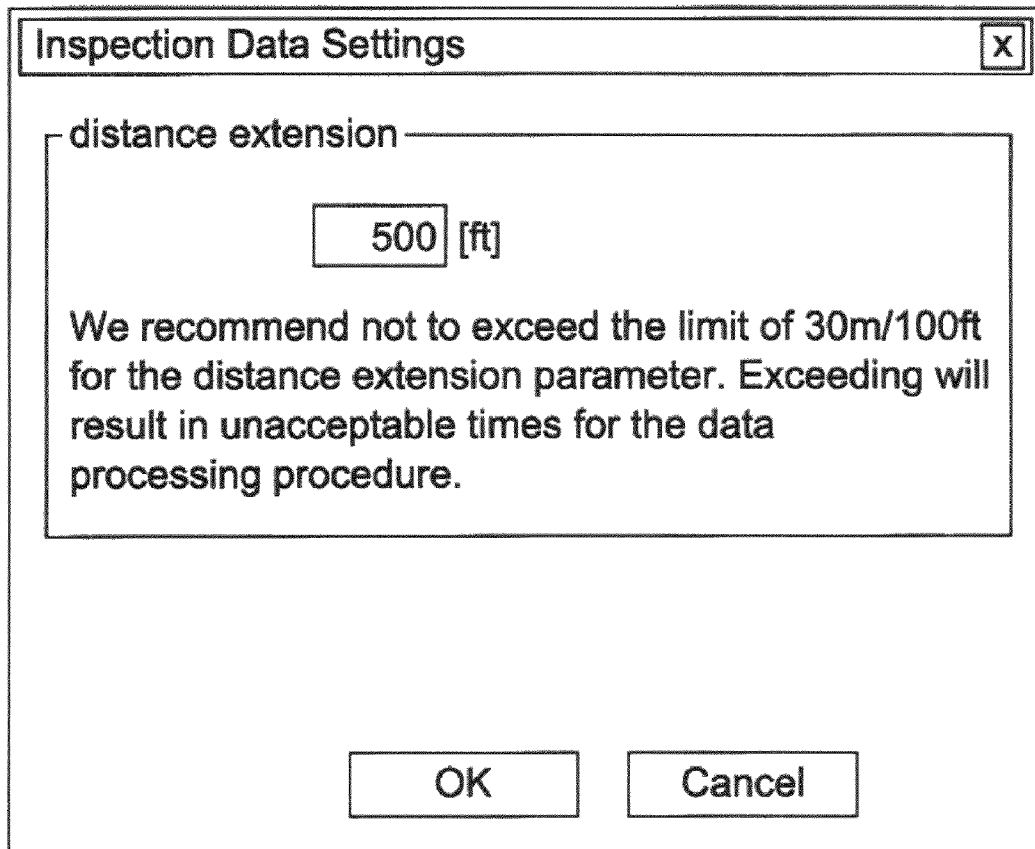 Inspection Data Settings X
distance extension
500 [ft]
We recommend not to exceed the limit of 30m/100ft
for the distance extension parameter. Exceeding will
result in unacceptable times for the data
processing procedure.
OK Cancel